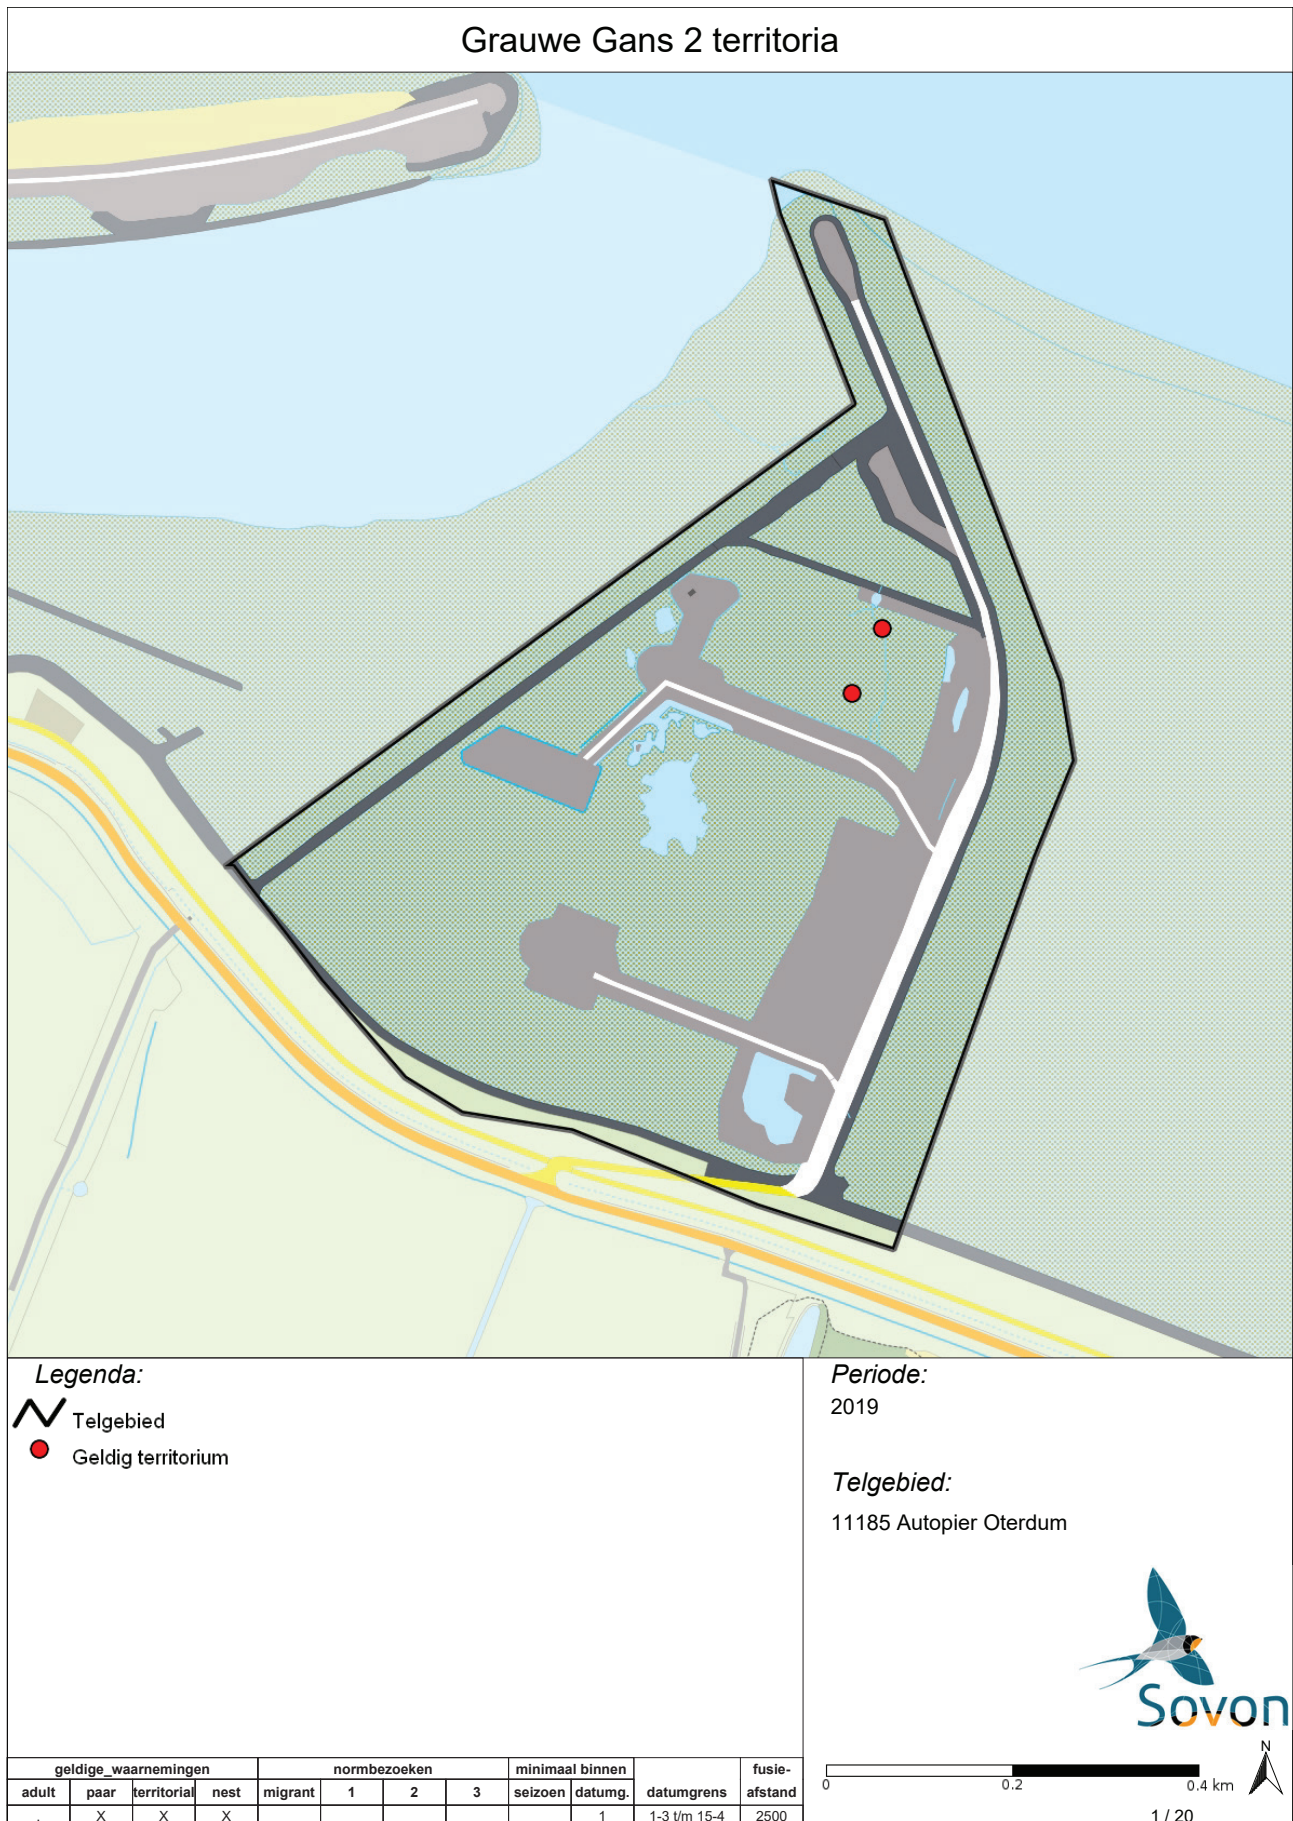 Grauwe Gans 2 territoria
Legenda:
Telgebied
Geldig territorium
Periode:
2019
Telgebied:
11185 Autopier Oterdum
Sovon
N
0 0.2 0.4 km
1 / 20
geldige_waarnemingen normbezoeken minimaal binnen fusie-
adult paar territorial nest migrant 1 2 3 seizoen datumg. datumgrens afstand
. X X X 1 1-3 t/m 15-4 2500